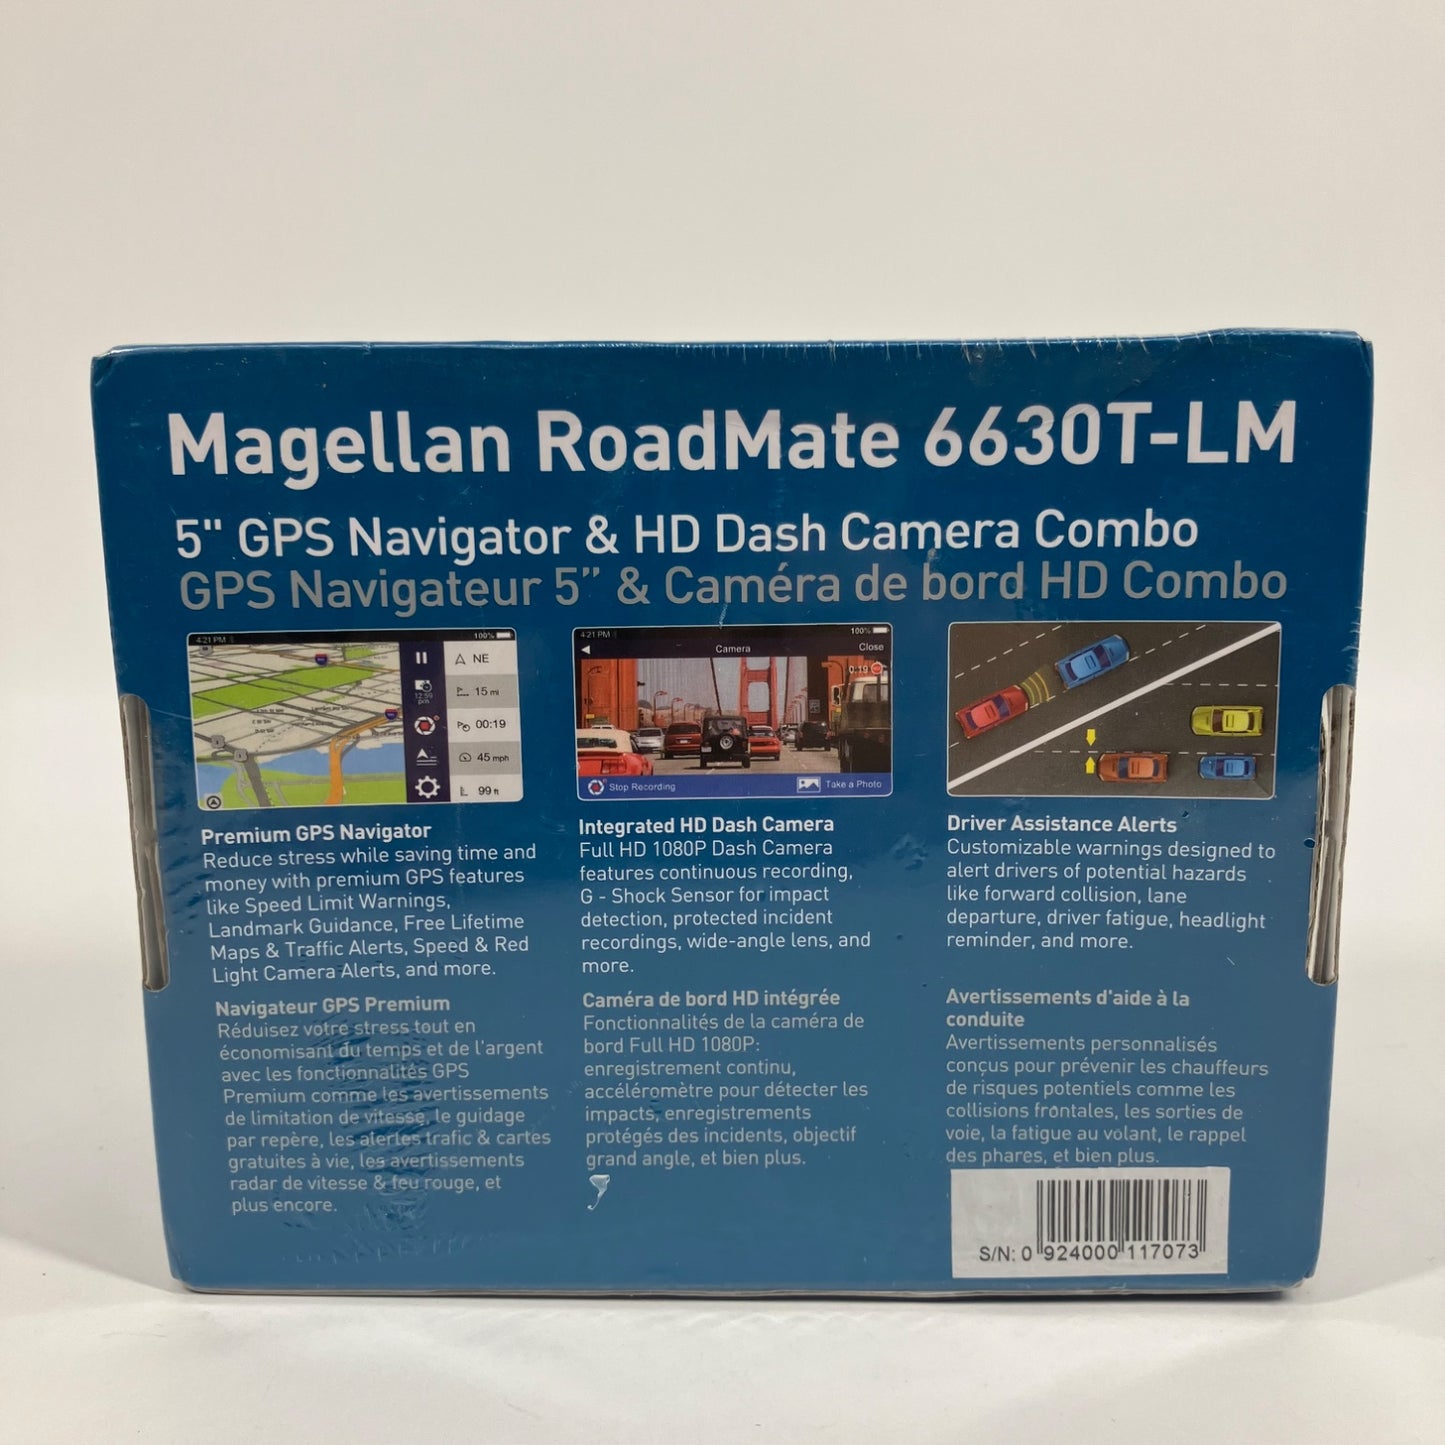 Magellan RoadMate 6630T-LM
5" GPS Navigator & HD Dash Camera Combo
GPS Navigateur 5” & Caméra de bord HD Combo
4:21 PM
100%
NE
15 mi
12:59
pm
00:19
45 mph
99 ft
Premium GPS Navigator
Reduce stress while saving time and
money with premium GPS features
like Speed Limit Warnings,
Landmark Guidance, Free Lifetime
Maps & Traffic Alerts, Speed & Red
Light Camera Alerts, and more.
Navigateur GPS Premium
Réduisez votre stress tout en
économisant du temps et de l'argent
avec les fonctionnalités GPS
Premium comme les avertissements
de limitation de vitesse, le guidage
par repère, les alertes trafic & cartes
gratuites à vie, les avertissements
radar de vitesse & feu rouge, et
plus encore.
4:21 PM
100%
Camera
Close
0:19
Stop Recording
Take a Photo
Integrated HD Dash Camera
Full HD 1080P Dash Camera
features continuous recording,
G - Shock Sensor for impact
detection, protected incident
recordings, wide-angle lens, and
more.
Caméra de bord HD intégrée
Fonctionnalités de la caméra de
bord Full HD 1080P:
enregistrement continu,
accéléromètre pour détecter les
impacts, enregistrements
protégés des incidents, objectif
grand angle, et bien plus.
Driver Assistance Alerts
Customizable warnings designed to
alert drivers of potential hazards
like forward collision, lane
departure, driver fatigue, headlight
reminder, and more.
Avertissements d'aide à la
conduite
Avertissements personnalisés
conçus pour prévenir les chauffeurs
de risques potentiels comme les
collisions frontales, les sorties de
voie, la fatigue au volant, le rappel
des phares, et bien plus.
S/N: 0 924000 117073